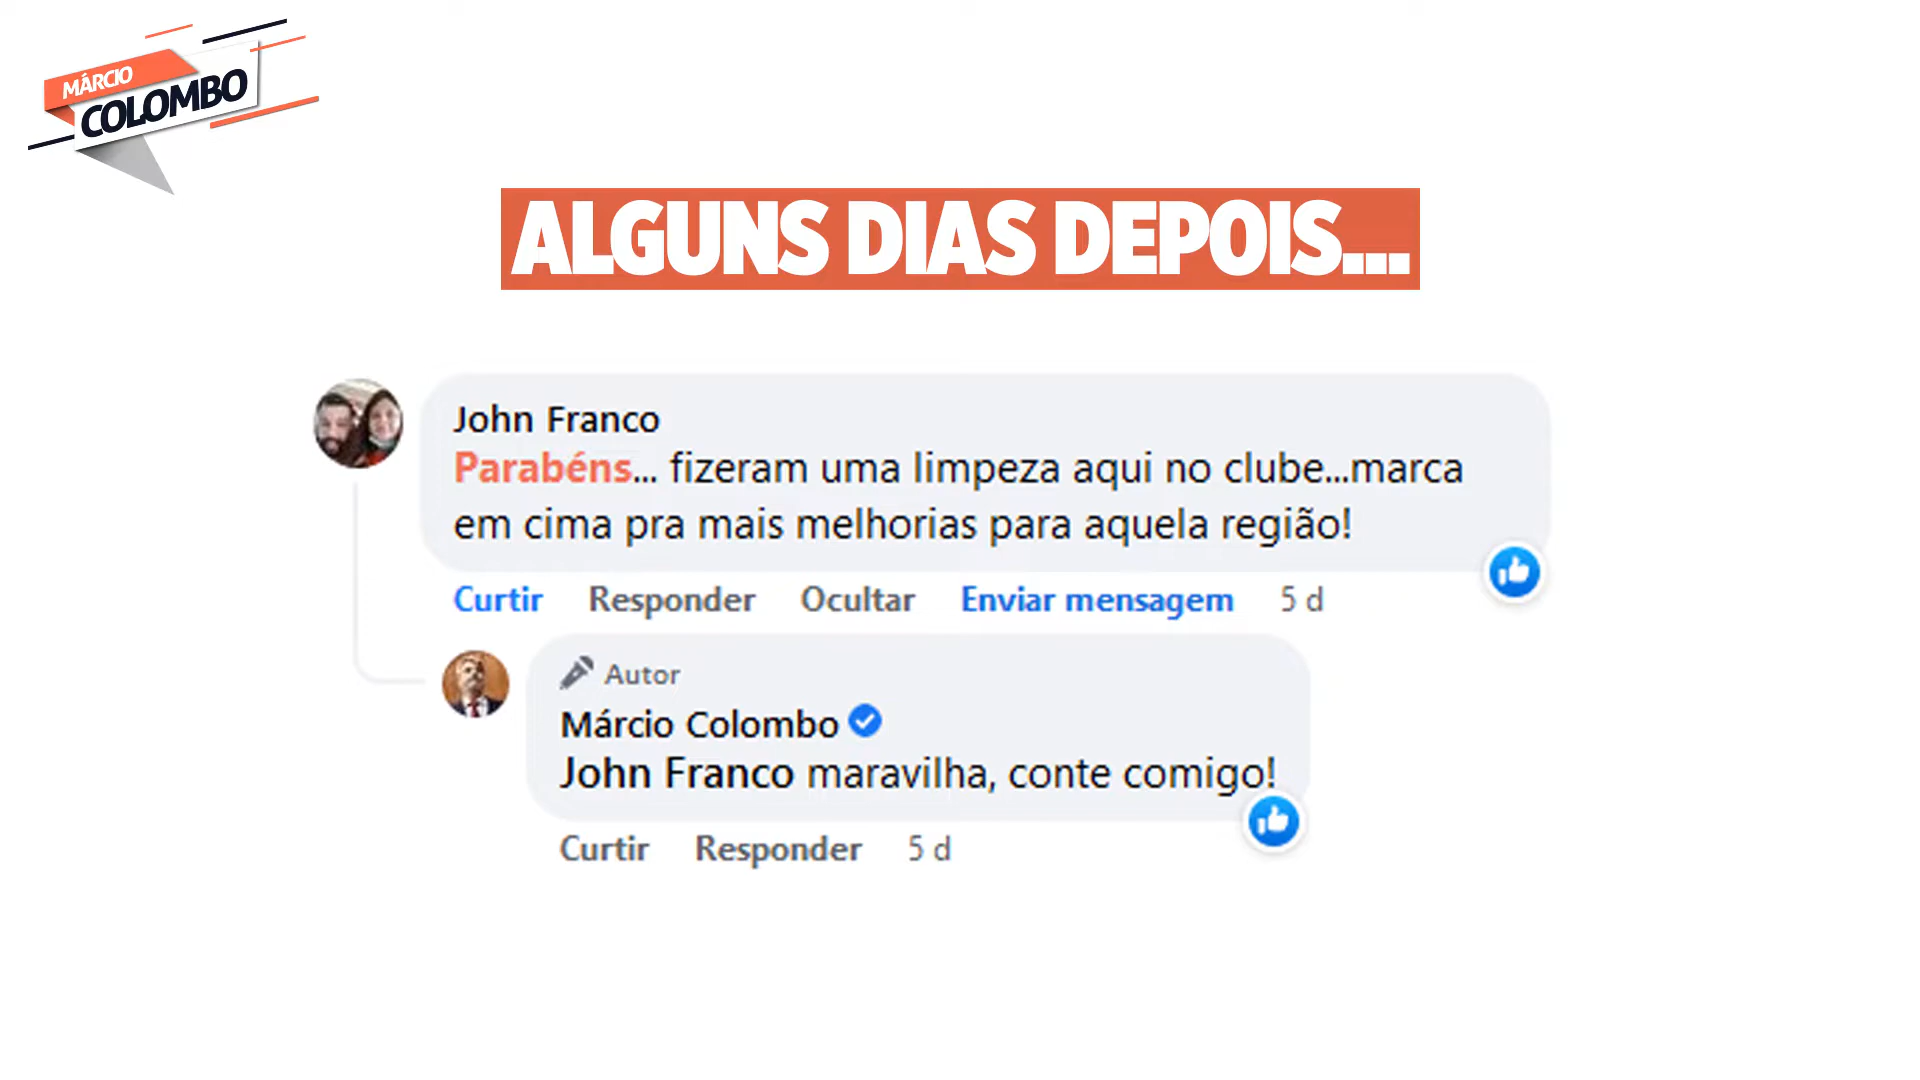 MÁRCIO
COLOMBO
ALGUNS DIAS DEPOIS...
John Franco
Parabéns... fizeram uma limpeza aqui no clube...marca
em cima pra mais melhorias para aquela região!
Curtir Responder Ocultar Enviar mensagem 5 d
Autor
Márcio Colombo
John Franco maravilha, conte comigo!
Curtir Responder 5 d